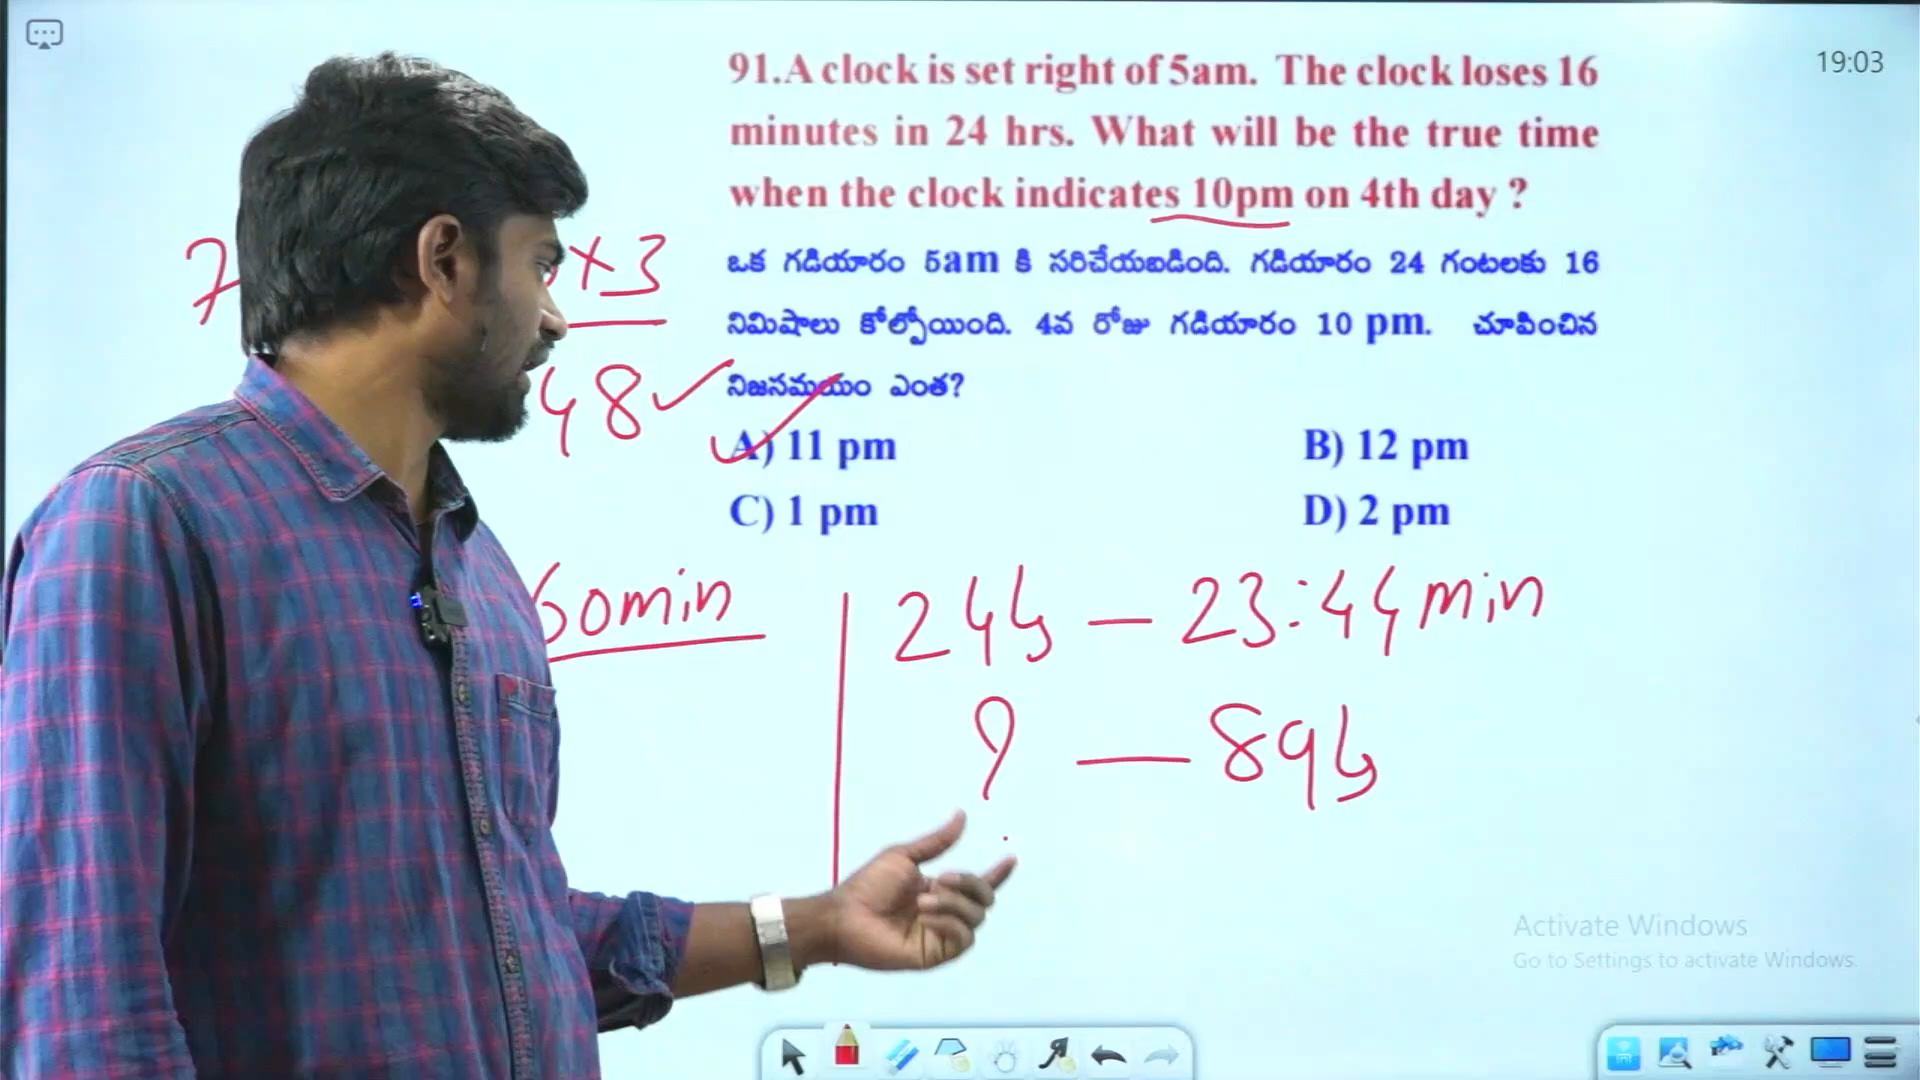 19:03
91.A clock is set right of 5am. The clock loses 16
minutes in 24 hrs. What will be the true time
when the clock indicates 10pm on 4th day ?
ఒక గడియారం 5am కి సరిచేయబడింది. గడియారం 24 గంటలకు 16
నిమిషాలు కోల్పోయింది. 4వ రోజు గడియారం 10 pm. చూపించిన
నిజసమయం ఎంత?
A) 11 pm B) 12 pm
C) 1 pm D) 2 pm
7
×3
48
60min
24h — 23:44min
? — 89h
Activate Windows
Go to Settings to activate Windows.